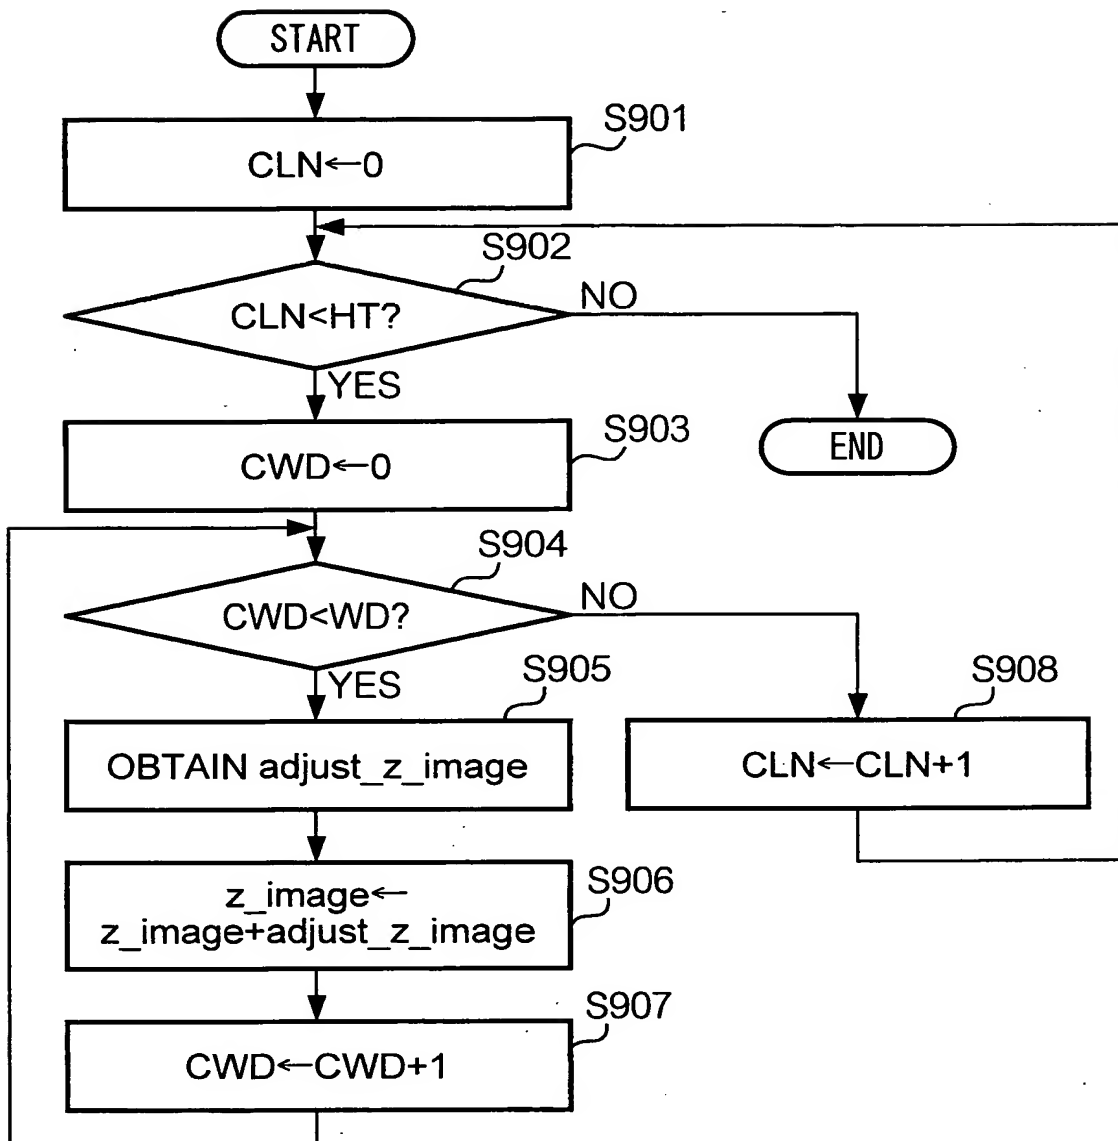 START
S901
CLN←0
S902
CLN<HT?
NO
YES
END
S903
CWD←0
S904
CWD<WD?
NO
YES
S905
OBTAIN adjust_z_image
S908
CLN←CLN+1
S906
z_image←
z_image+adjust_z_image
S907
CWD←CWD+1